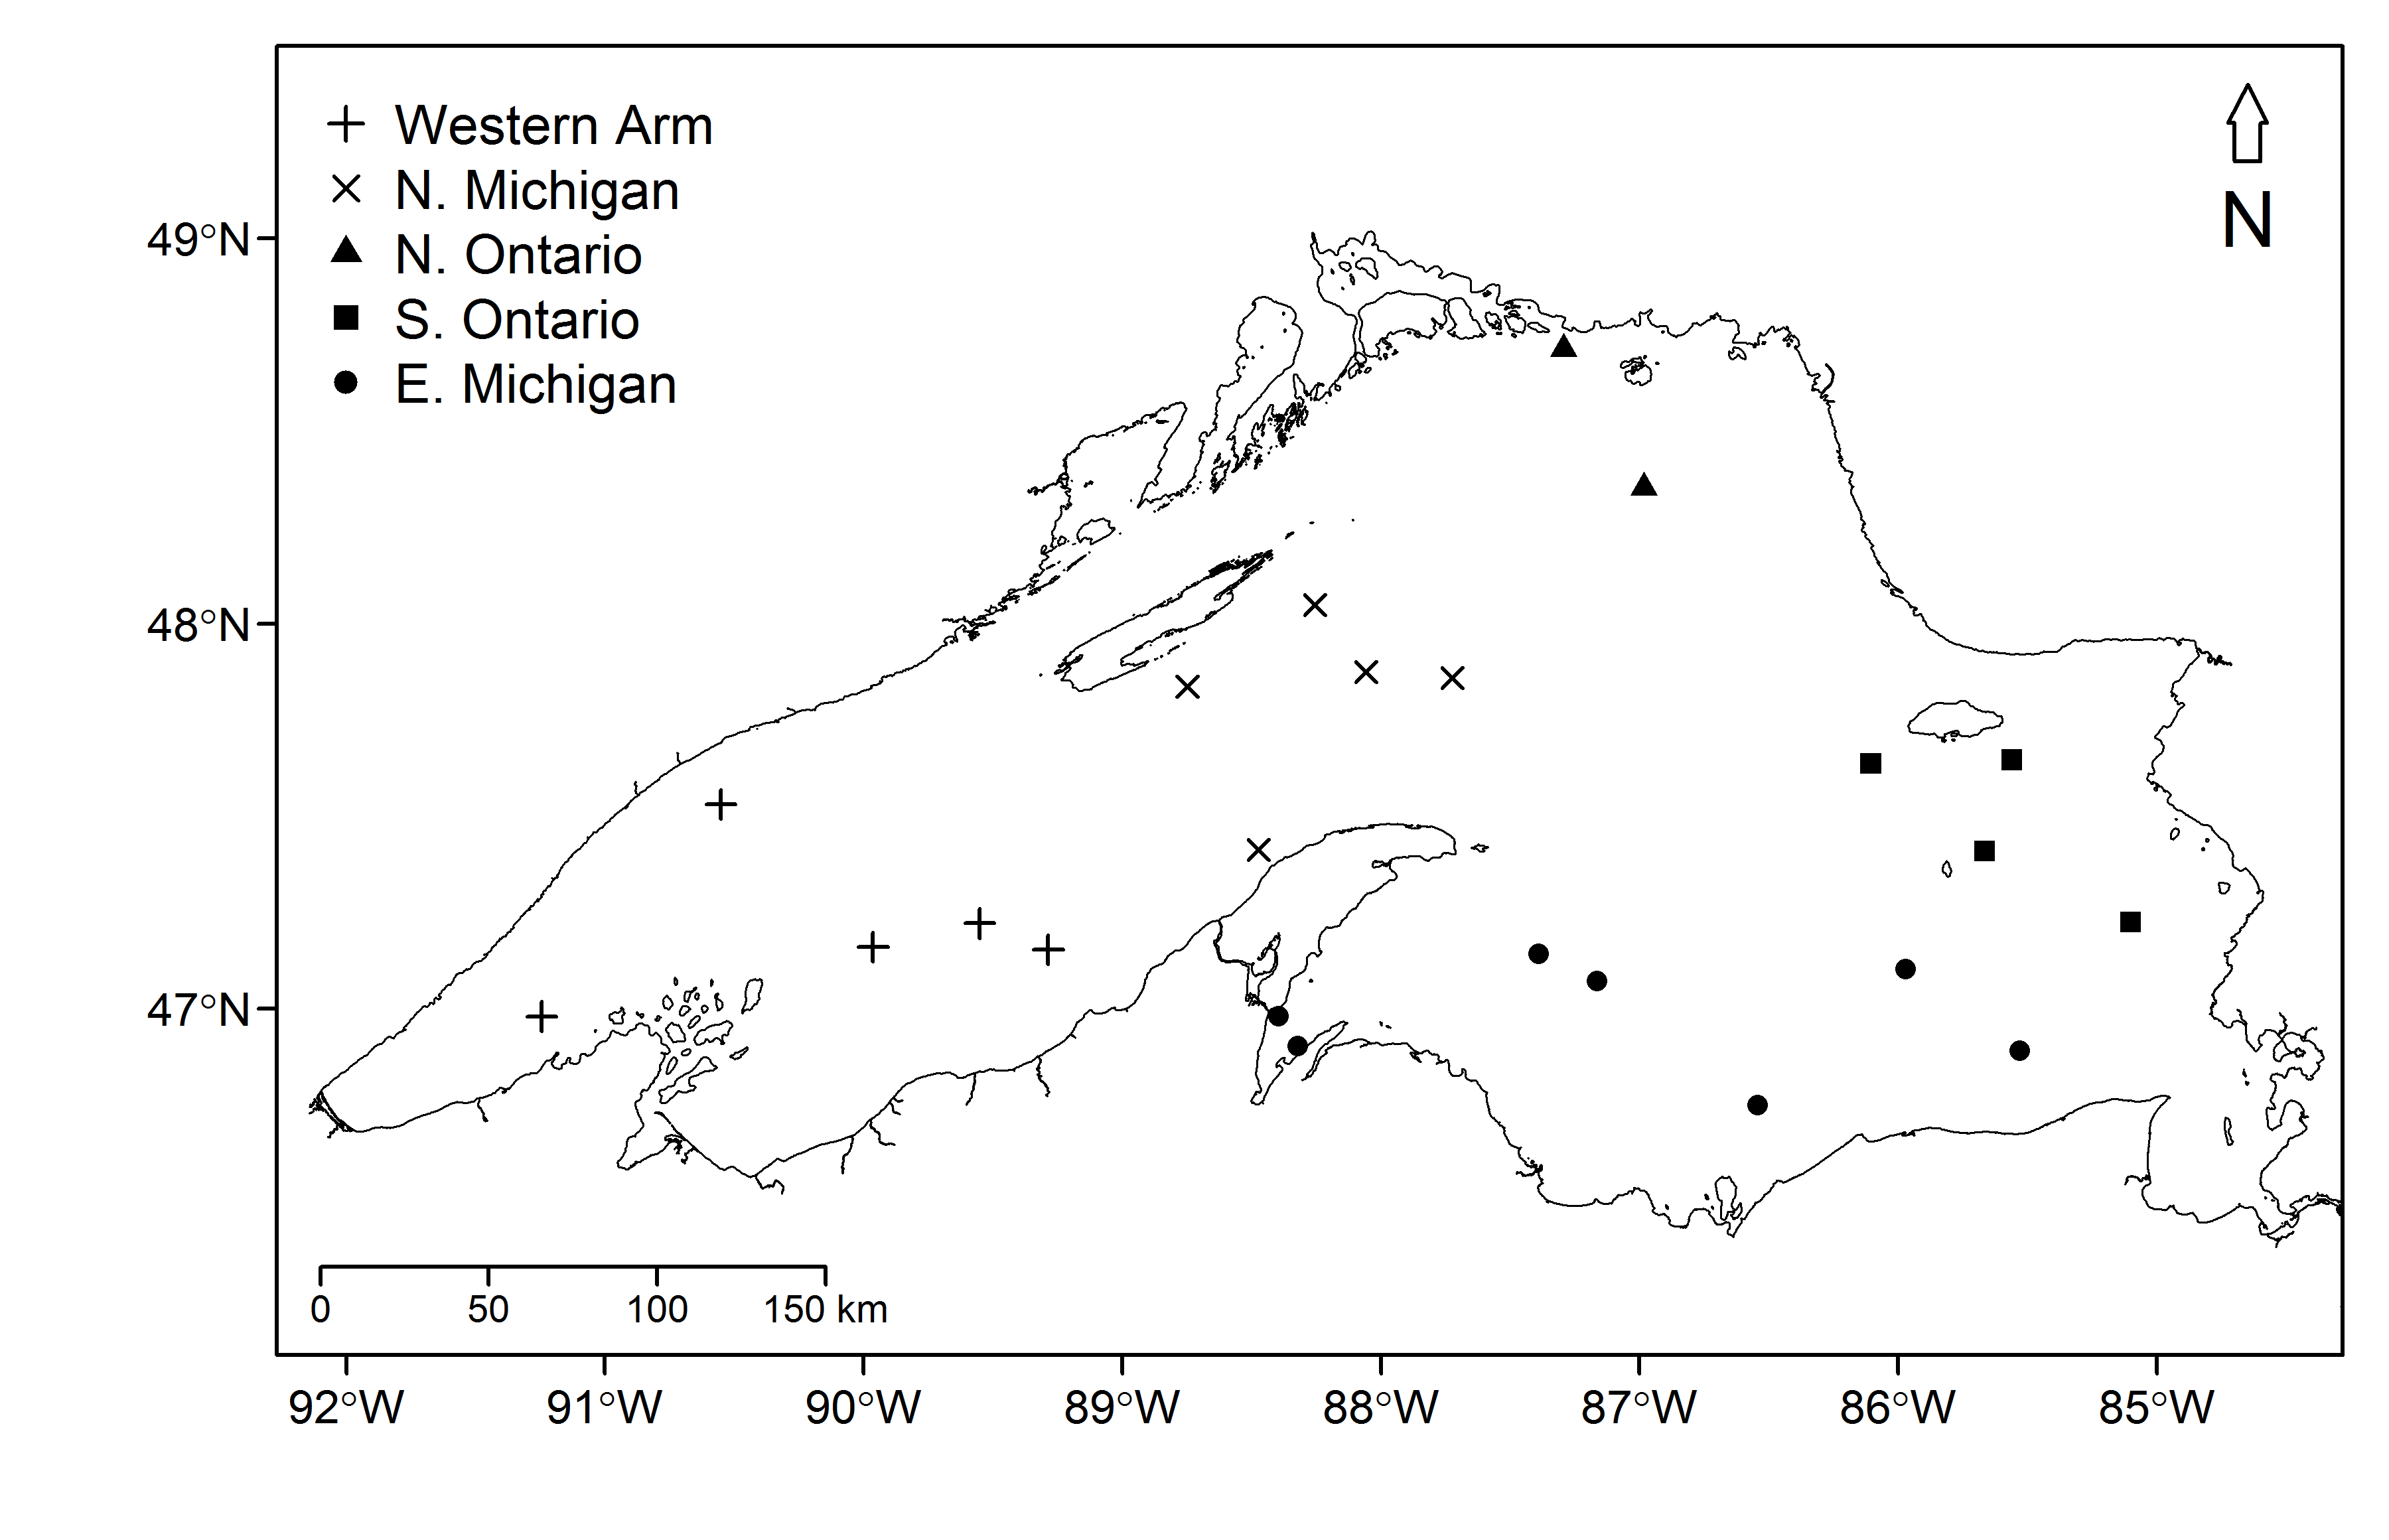 Western Arm
N. Michigan
N. Ontario
S. Ontario
E. Michigan
N
49°N
48°N
47°N
0 50 100 150 km
92°W 91°W 90°W 89°W 88°W 87°W 86°W 85°W